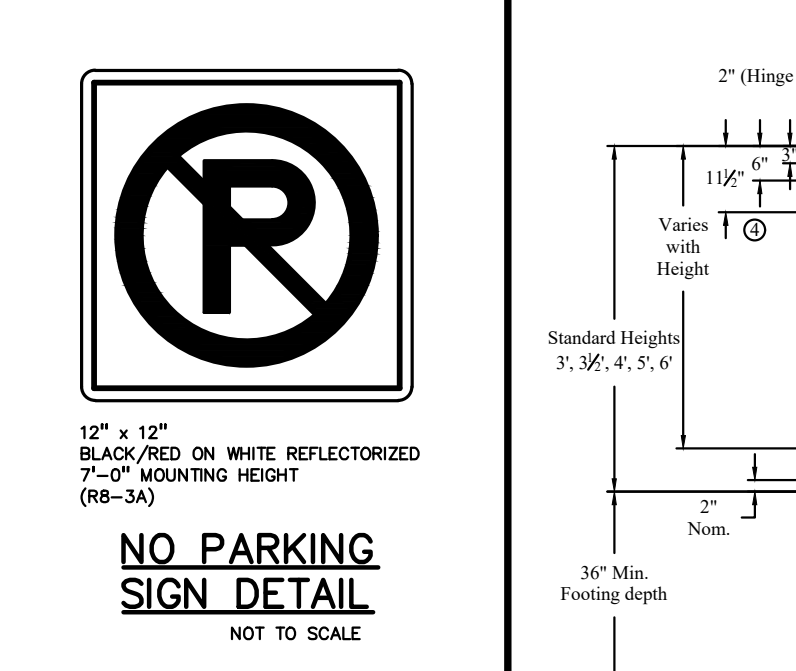 P
12" x 12"
BLACK/RED ON WHITE REFLECTORIZED
7'-0" MOUNTING HEIGHT
(R8-3A)
NO PARKING
SIGN DETAIL
NOT TO SCALE
2" (Hinge
3"
6"
11½"
4
Varies
with
Height
Standard Heights
3', 3½', 4', 5', 6'
2"
Nom.
36" Min.
Footing depth